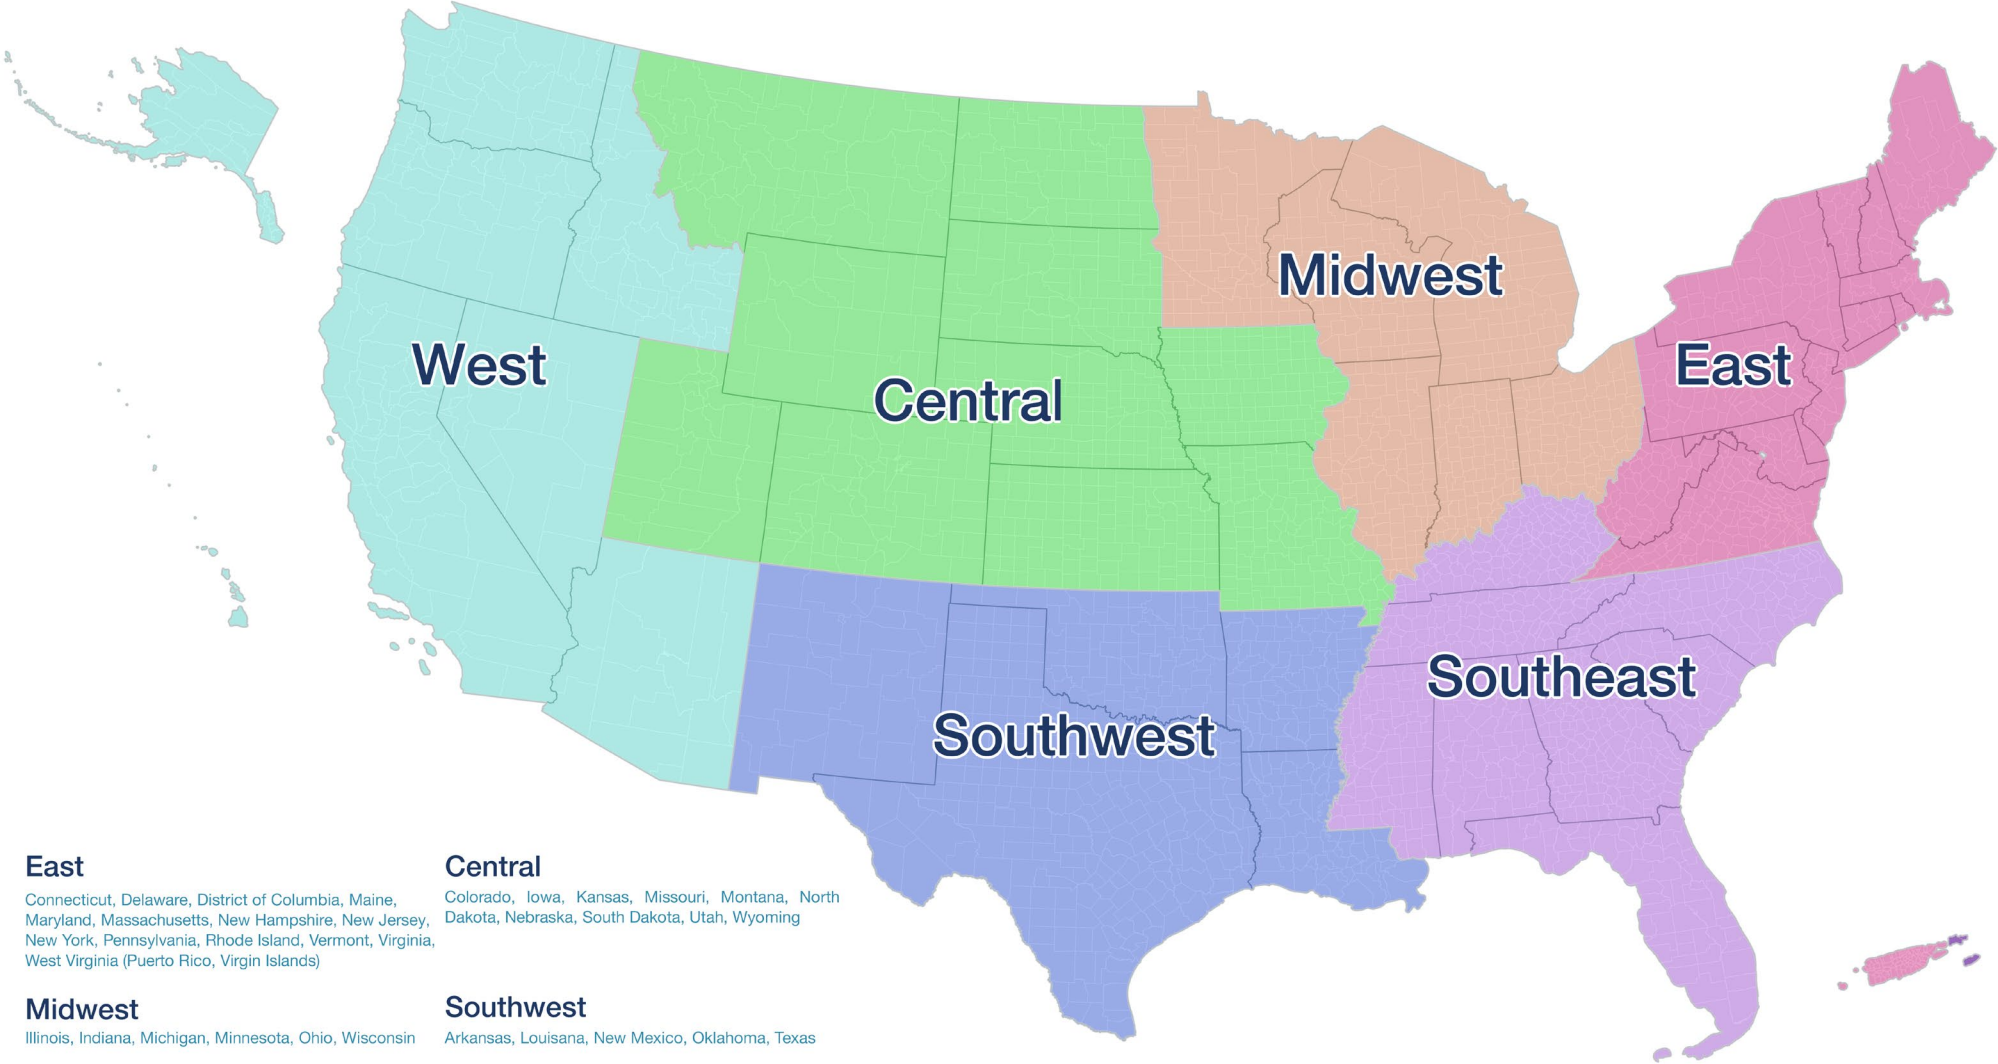 Midwest
West
East
Central
Southeast
Southwest
East
Connecticut, Delaware, District of Columbia, Maine,
Maryland, Massachusetts, New Hampshire, New Jersey,
New York, Pennsylvania, Rhode Island, Vermont, Virginia,
West Virginia (Puerto Rico, Virgin Islands)
Central
Colorado, Iowa, Kansas, Missouri, Montana, North
Dakota, Nebraska, South Dakota, Utah, Wyoming
Midwest
Illinois, Indiana, Michigan, Minnesota, Ohio, Wisconsin
Southwest
Arkansas, Louisana, New Mexico, Oklahoma, Texas